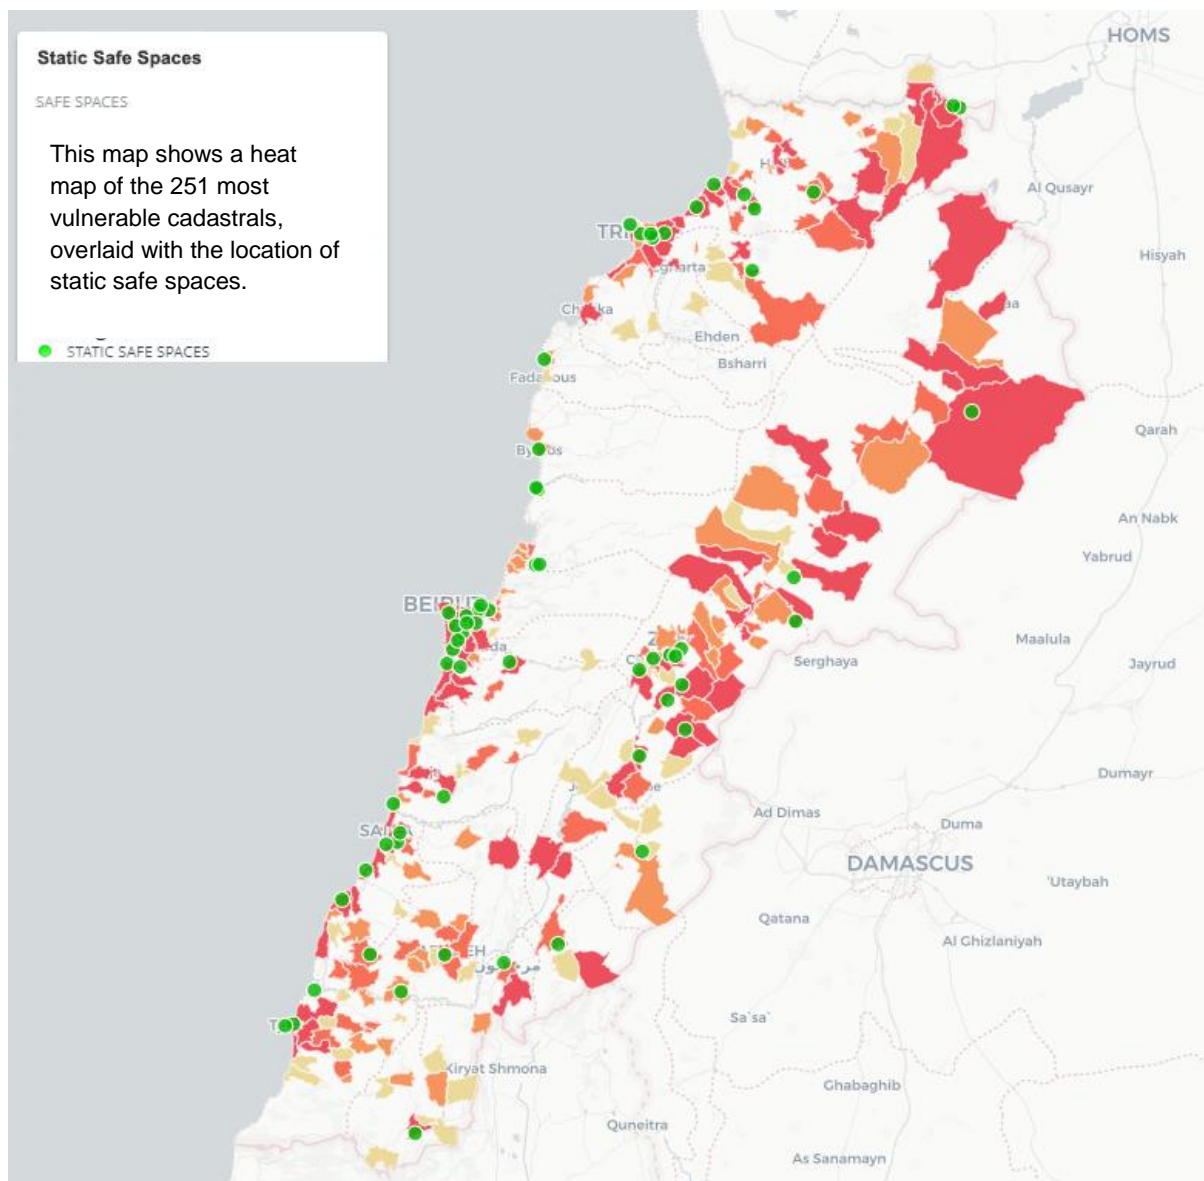 Static Safe Spaces
SAFE SPACES
This map shows a heat
map of the 251 most
vulnerable cadastrals,
overlaid with the location of
static safe spaces.
STATIC SAFE SPACES
HOMS
Al Qusayr
Hisyah
Ehden
Bsharri
Qarah
An Nabk
Yabrud
Maalula
Serghaya
Jayrud
Dumayr
Ad Dimas
Duma
DAMASCUS
'Utaybah
Qatana
Al Ghizlaniyah
Sa`sa`
Kiryat Shmona
Ghabaghib
Quneitra
As Sanamayn